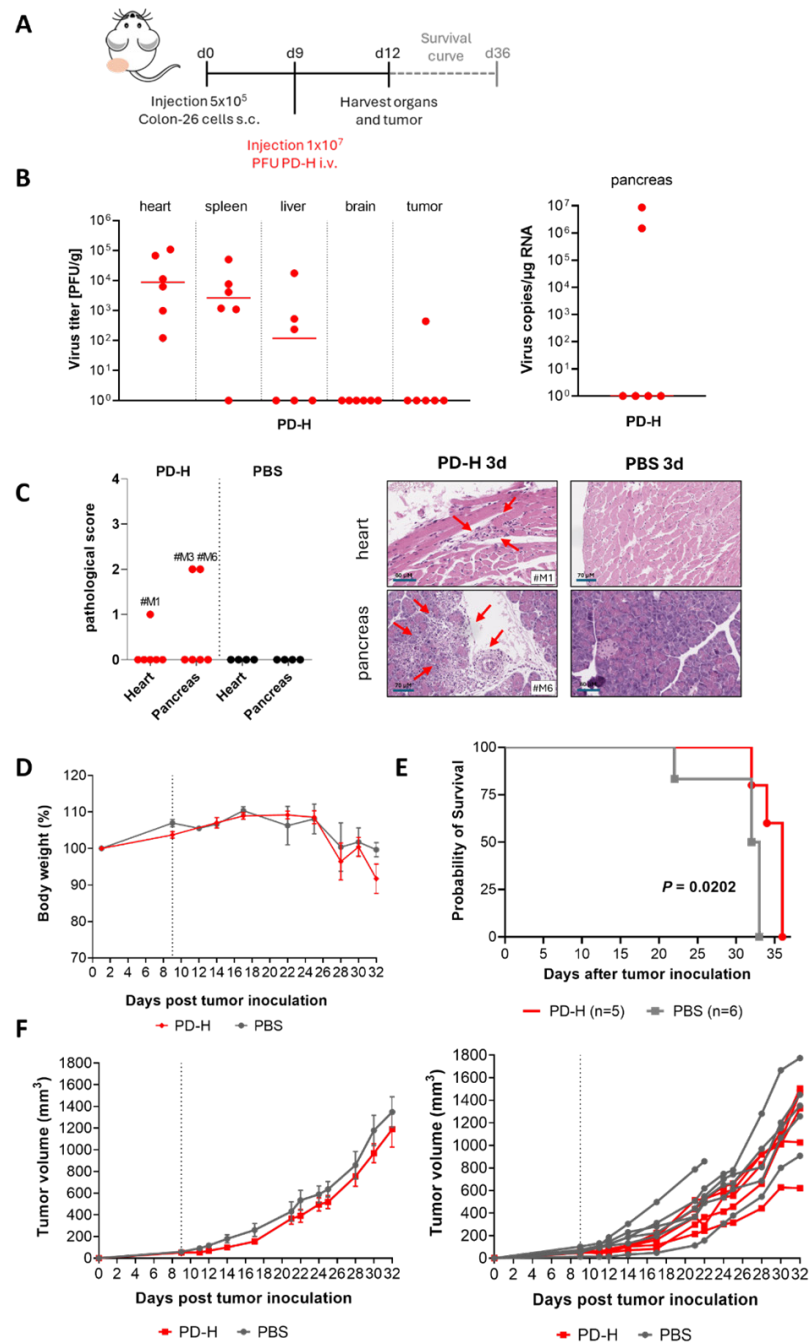 A
d0
d9
d12
Survival
curve
d36
Injection 5x10⁵
Colon-26 cells s.c.
Harvest organs
and tumor
Injection 1x10⁷
PFU PD-H i.v.
B
heart spleen liver brain tumor
Virus titer [PFU/g]
10⁶
10⁵
10⁴
10³
10²
10¹
10⁰
PD-H
pancreas
Virus copies/µg RNA
10⁷
10⁶
10⁵
10⁴
10³
10²
10¹
10⁰
PD-H
C
PD-H PBS
pathological score
4
3
2
1
0
#M1
#M3 #M6
Heart Pancreas Heart Pancreas
PD-H 3d PBS 3d
heart
pancreas
#M1
70 µM
70 µM
#M6
D
Body weight (%)
120
110
100
90
80
70
0 1 2 4 6 8 10 12 14 16 18 20 22 24 26 28 30 32
Days post tumor inoculation
PD-H PBS
E
Probability of Survival
100
75
50
25
0
P = 0.0202
0 5 10 15 20 25 30 35
Days after tumor inoculation
PD-H (n=5) PBS (n=6)
F
Tumor volume (mm³)
1800
1600
1400
1200
1000
800
600
400
200
0
0 2 4 6 8 10 12 14 16 18 20 22 24 26 28 30 32
Days post tumor inoculation
PD-H PBS
Tumor volume (mm³)
1800
1600
1400
1200
1000
800
600
400
200
0
0 2 4 6 8 10 12 14 16 18 20 22 24 26 28 30 32
Days post tumor inoculation
PD-H PBS